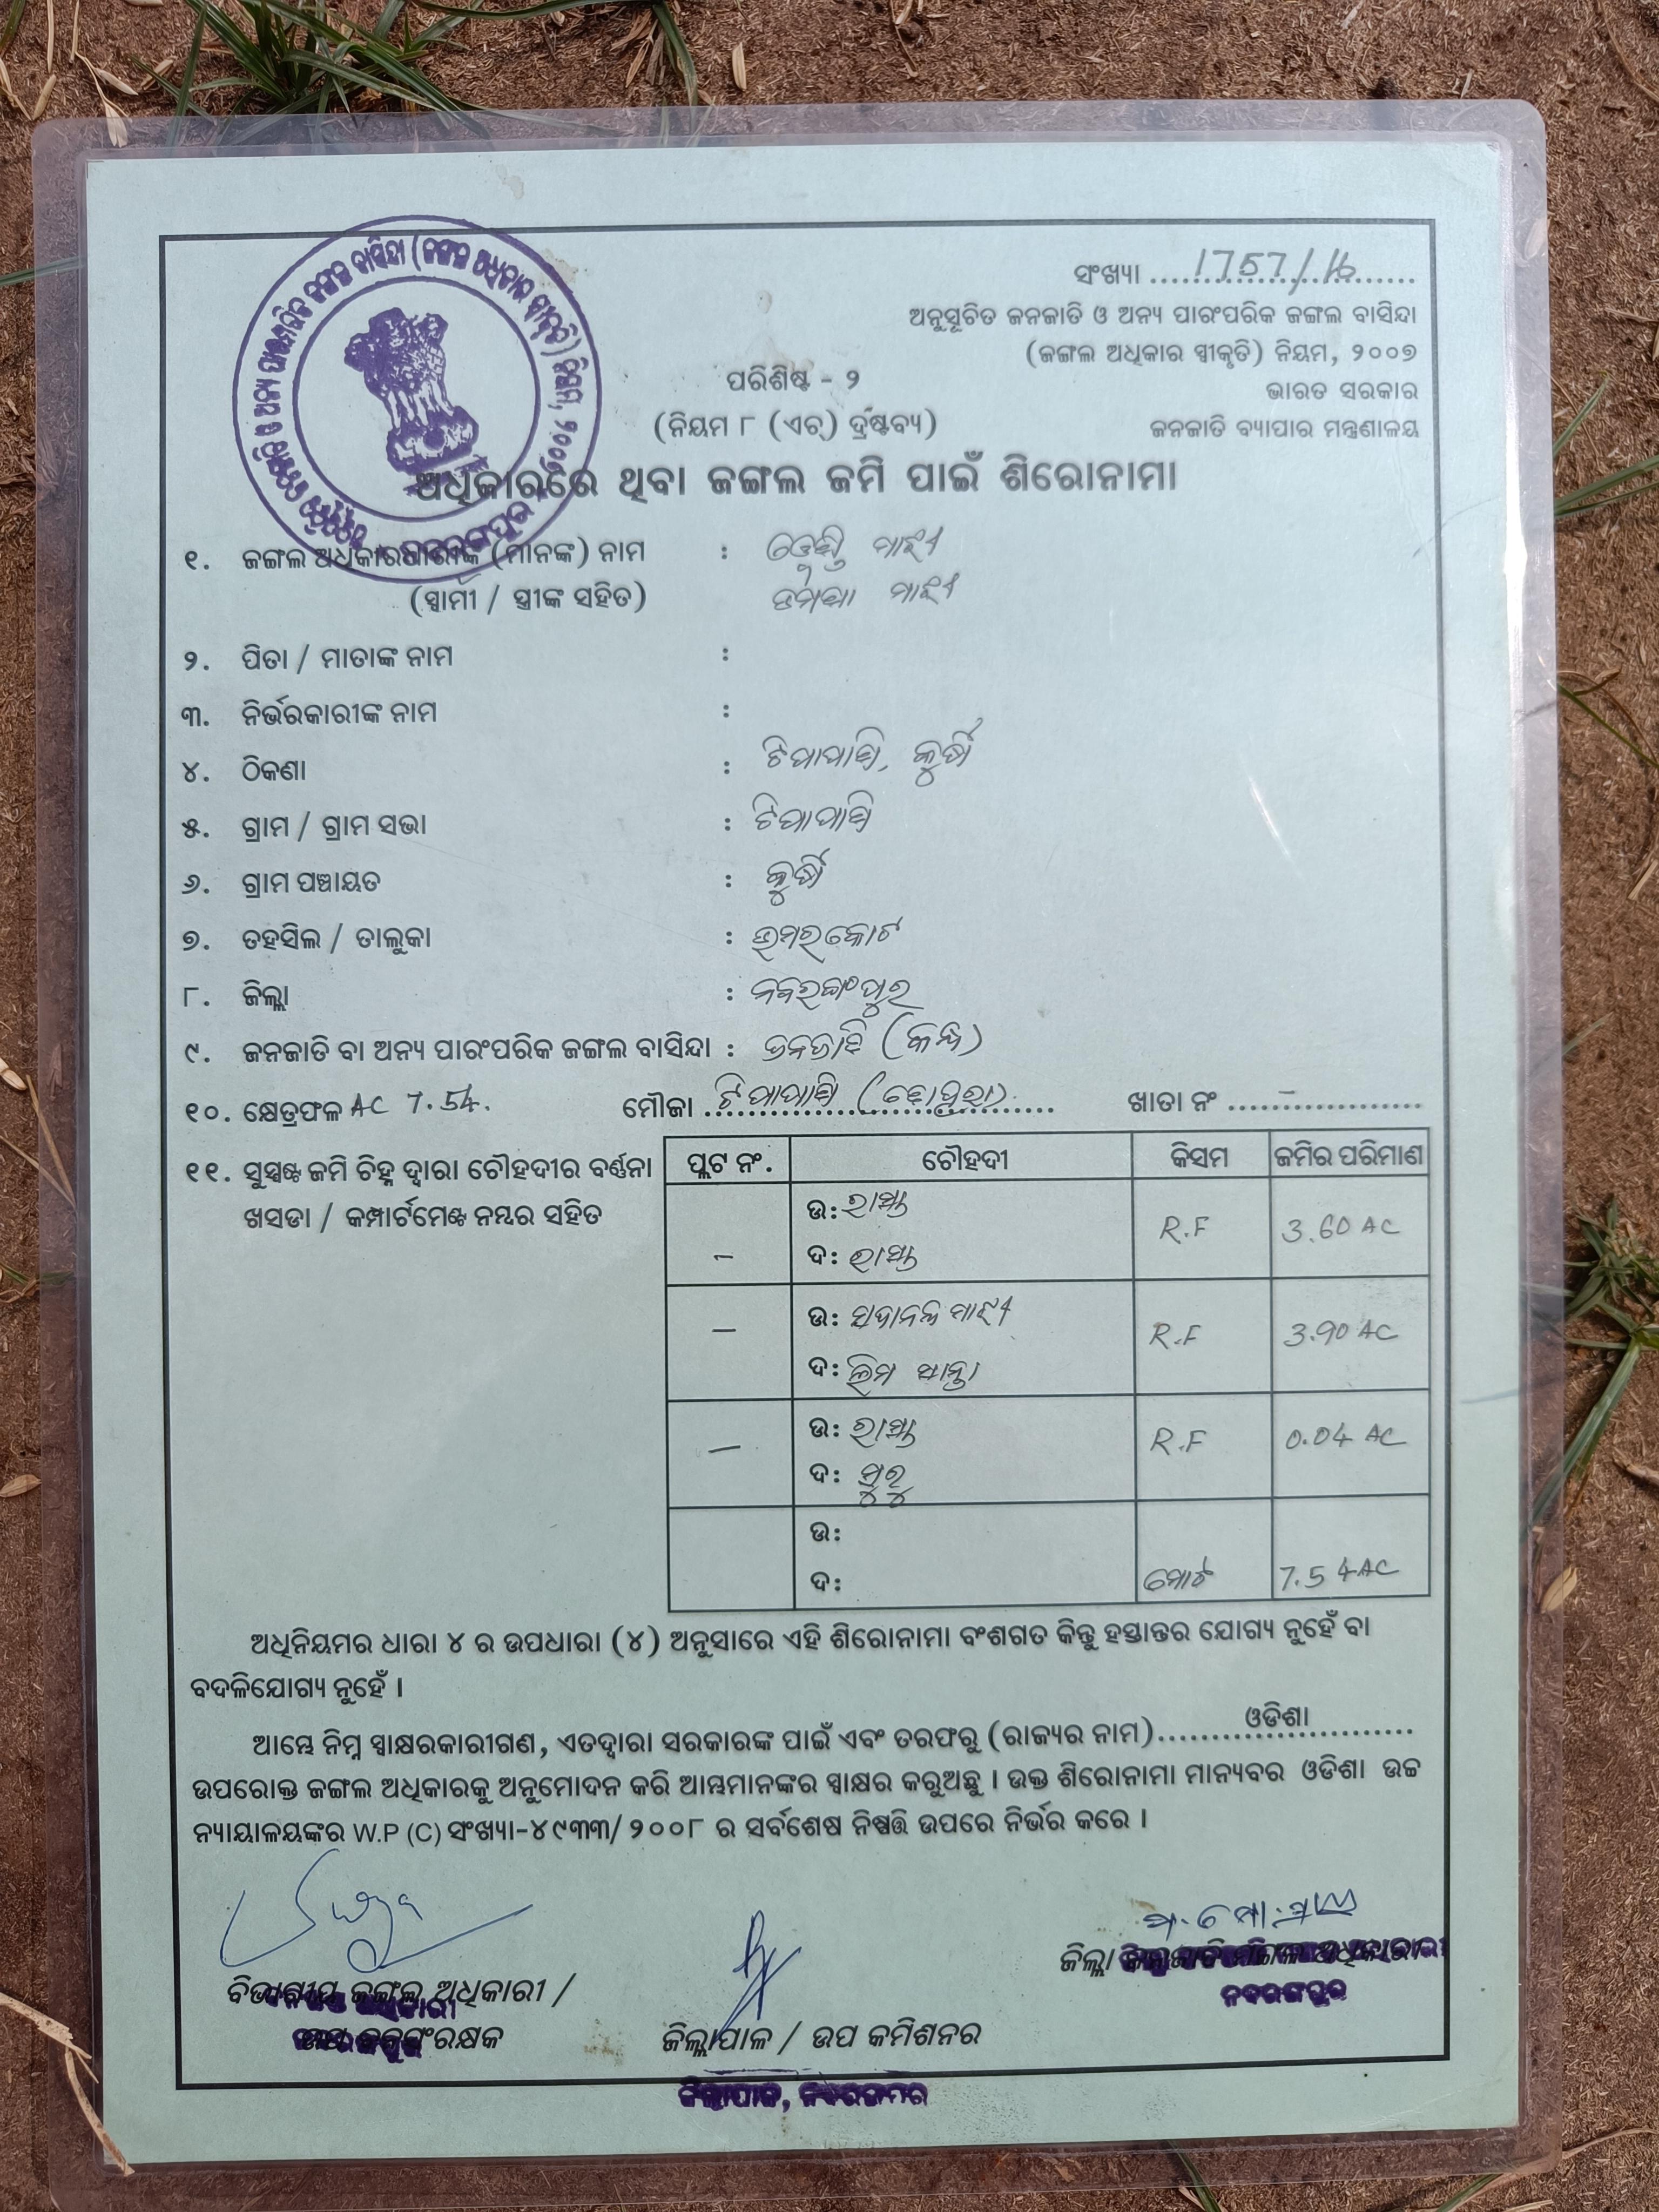 ସଂଖ୍ୟା ....1757/16......
ଅନୁସୂଚିତ ଜନଜାତି ଓ ଅନ୍ୟ ପାରଂପରିକ ଜଙ୍ଗଲ ବାସିନ୍ଦା
(ଜଙ୍ଗଲ ଅଧିକାର ସ୍ବୀକୃତି) ନିୟମ, ୨୦୦୭
ଭାରତ ସରକାର
ଜନଜାତି ବ୍ୟାପାର ମନ୍ତ୍ରଣାଳୟ
ପରିଶିଷ୍ଟ - ୨
(ନିୟମ ୮ (ଏଚ୍) ଦ୍ରଷ୍ଟବ୍ୟ)
ଅଧିକାରରେ ଥିବା ଜଙ୍ଗଲ ଜମି ପାଇଁ ଶିରୋନାମା
୧. ଜଙ୍ଗଲ ଅଧିକାରଧାରୀଙ୍କ (ମାନଙ୍କ) ନାମ : ମାଝୀ
(ସ୍ୱାମୀ / ସ୍ତ୍ରୀଙ୍କ ସହିତ) ମାଝୀ
୨. ପିତା / ମାତାଙ୍କ ନାମ :
୩. ନିର୍ଭରକାରୀଙ୍କ ନାମ :
୪. ଠିକଣା :
୫. ଗ୍ରାମ / ଗ୍ରାମ ସଭା :
୬. ଗ୍ରାମ ପଞ୍ଚାୟତ :
୭. ତହସିଲ / ତାଲୁକା : ଉମରକୋଟ
୮. ଜିଲ୍ଲା : ନବରଙ୍ଗପୁର
୯. ଜନଜାତି ବା ଅନ୍ୟ ପାରଂପରିକ ଜଙ୍ଗଲ ବାସିନ୍ଦା : ଜନଜାତି
୧୦. କ୍ଷେତ୍ରଫଳ AC 7.54. ମୌଜା .......... ଖାତା ନଂ ....–....
୧୧. ସୁସ୍ପଷ୍ଟ ଜମି ଚିହ୍ନ ଦ୍ୱାରା ଚୌହଦୀର ବର୍ଣ୍ଣନା
ଖସଡା / କମ୍ପାର୍ଟମେଣ୍ଟ ନମ୍ବର ସହିତ
ପ୍ଲଟ ନଂ. ଚୌହଦୀ କିସମ ଜମିର ପରିମାଣ
ଉ: ରାସ୍ତା
– ଦ: ରାସ୍ତା R.F 3.60 AC
– ଉ: ମାଝୀ
ଦ: ସାନ୍ତା R.F 3.90 AC
– ଉ: ରାସ୍ତା
ଦ: R.F 0.04 AC
ଉ:
ଦ: ମୋଟ 7.54 AC
ଅଧିନିୟମର ଧାରା ୪ ର ଉପଧାରା (୪) ଅନୁସାରେ ଏହି ଶିରୋନାମା ବଂଶଗତ କିନ୍ତୁ ହସ୍ତାନ୍ତର ଯୋଗ୍ୟ ନୁହେଁ ବା
ବଦଳିଯୋଗ୍ୟ ନୁହେଁ ।
ଆମ୍ଭେ ନିମ୍ନ ସ୍ୱାକ୍ଷରକାରୀଗଣ, ଏତଦ୍ୱାରା ସରକାରଙ୍କ ପାଇଁ ଏବଂ ତରଫରୁ (ରାଜ୍ୟର ନାମ)........ଓଡିଶା........
ଉପରୋକ୍ତ ଜଙ୍ଗଲ ଅଧିକାରକୁ ଅନୁମୋଦନ କରି ଆମ୍ଭମାନଙ୍କର ସ୍ୱାକ୍ଷର କରୁଅଛୁ । ଉକ୍ତ ଶିରୋନାମା ମାନ୍ୟବର ଓଡିଶା ଉଚ୍ଚ
ନ୍ୟାୟାଳୟଙ୍କର W.P (C) ସଂଖ୍ୟା-୪୯୩୩/୨୦୦୮ ର ସର୍ବଶେଷ ନିଷ୍ପତ୍ତି ଉପରେ ନିର୍ଭର କରେ ।
ବିଭାଗୀୟ ଜଙ୍ଗଲ ଅଧିକାରୀ /
ଉପ ବନସଂରକ୍ଷକ
ଜିଲ୍ଲାପାଳ / ଉପ କମିଶନର
ଜିଲ୍ଲାପାଳ, ନବରଙ୍ଗପୁର
ଜିଲ୍ଲା ଅଧିକାରୀ
ନବରଙ୍ଗପୁର